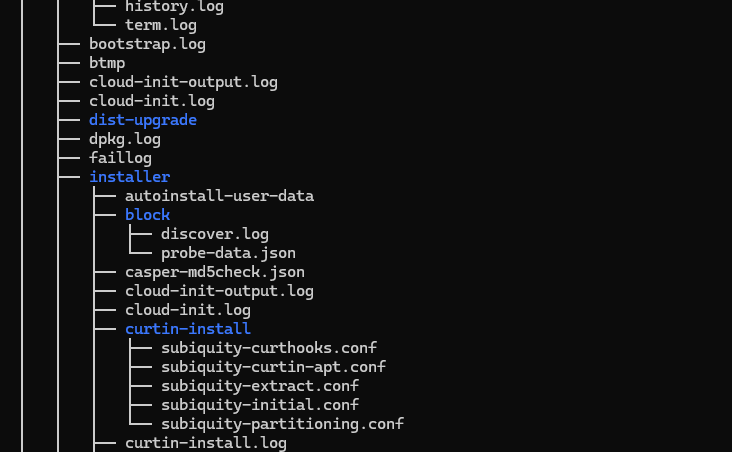 history.log
term.log
bootstrap.log
btmp
cloud-init-output.log
cloud-init.log
dist-upgrade
dpkg.log
faillog
installer
autoinstall-user-data
block
discover.log
probe-data.json
casper-md5check.json
cloud-init-output.log
cloud-init.log
curtin-install
subiquity-curthooks.conf
subiquity-curtin-apt.conf
subiquity-extract.conf
subiquity-initial.conf
subiquity-partitioning.conf
curtin-install.log